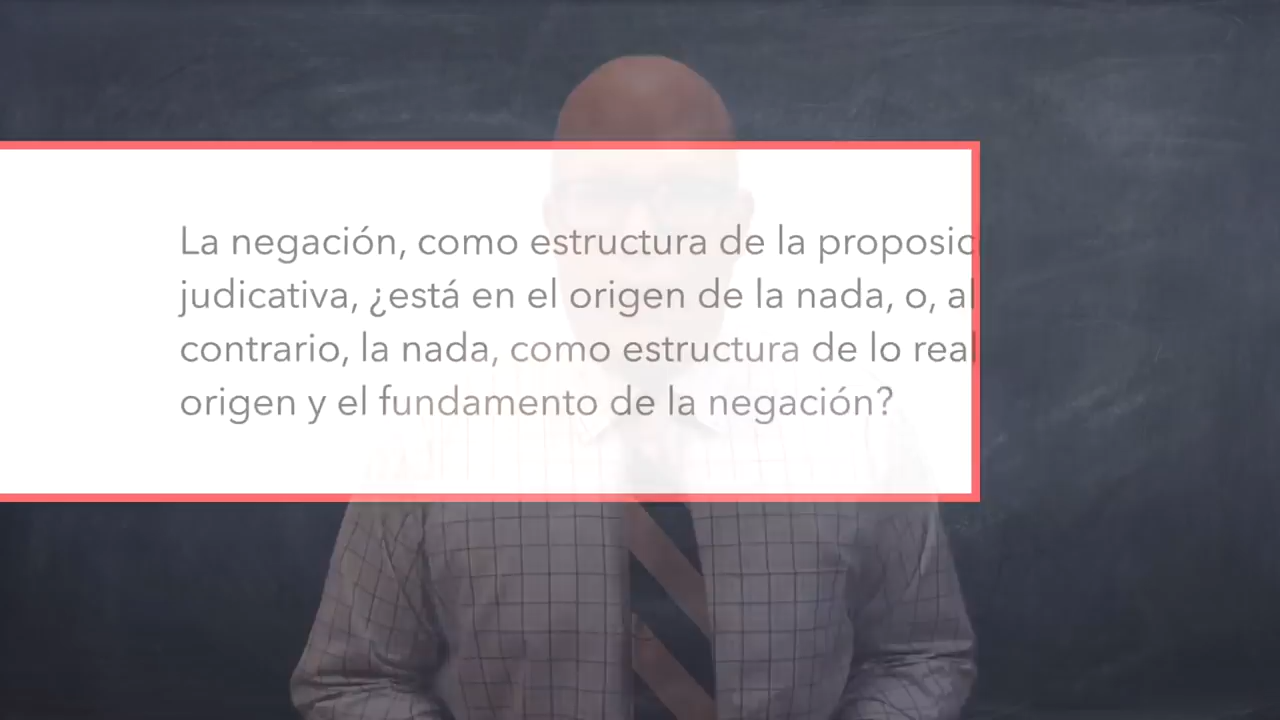 La negación, como estructura de la proposic
judicativa, ¿está en el origen de la nada, o, al
contrario, la nada, como estructura de lo real
origen y el fundamento de la negación?